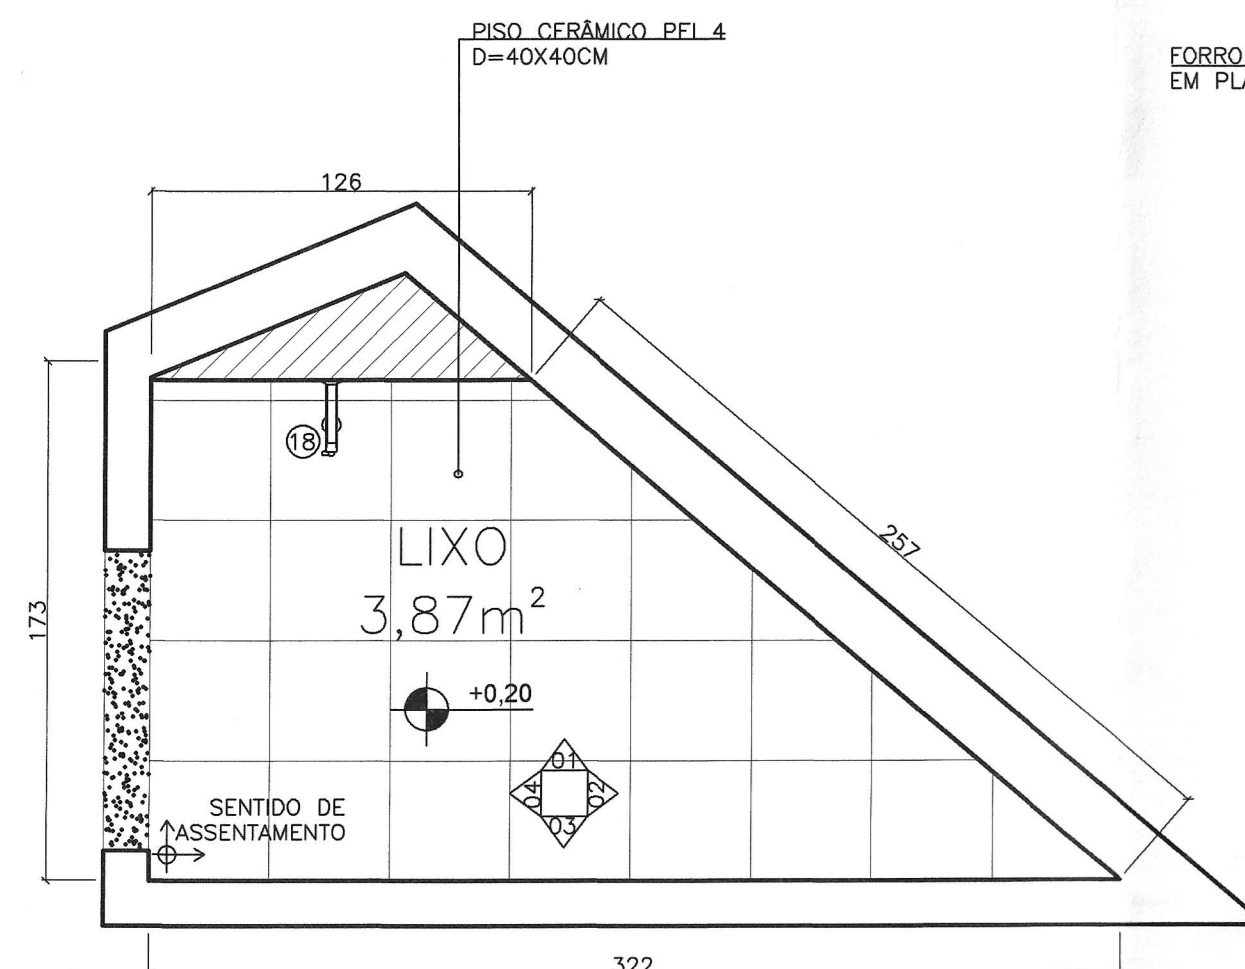 PISO CERÂMICO PEI 4
D=40X40CM
FORRO
EM PLA
126
18
257
LIXO
3,87m²
173
+0,20
01
04
02
03
SENTIDO DE
ASSENTAMENTO
322